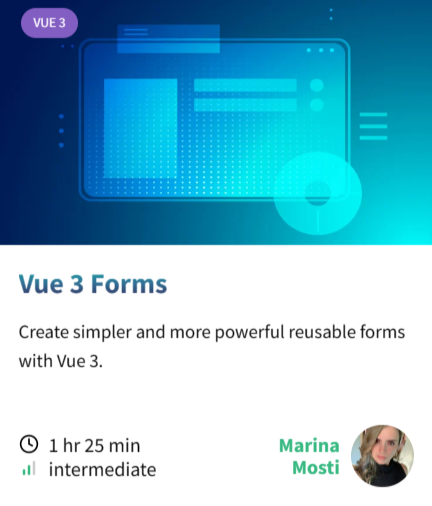 VUE 3
Vue 3 Forms
Create simpler and more powerful reusable forms
with Vue 3.
1 hr 25 min
intermediate
Marina
Mosti